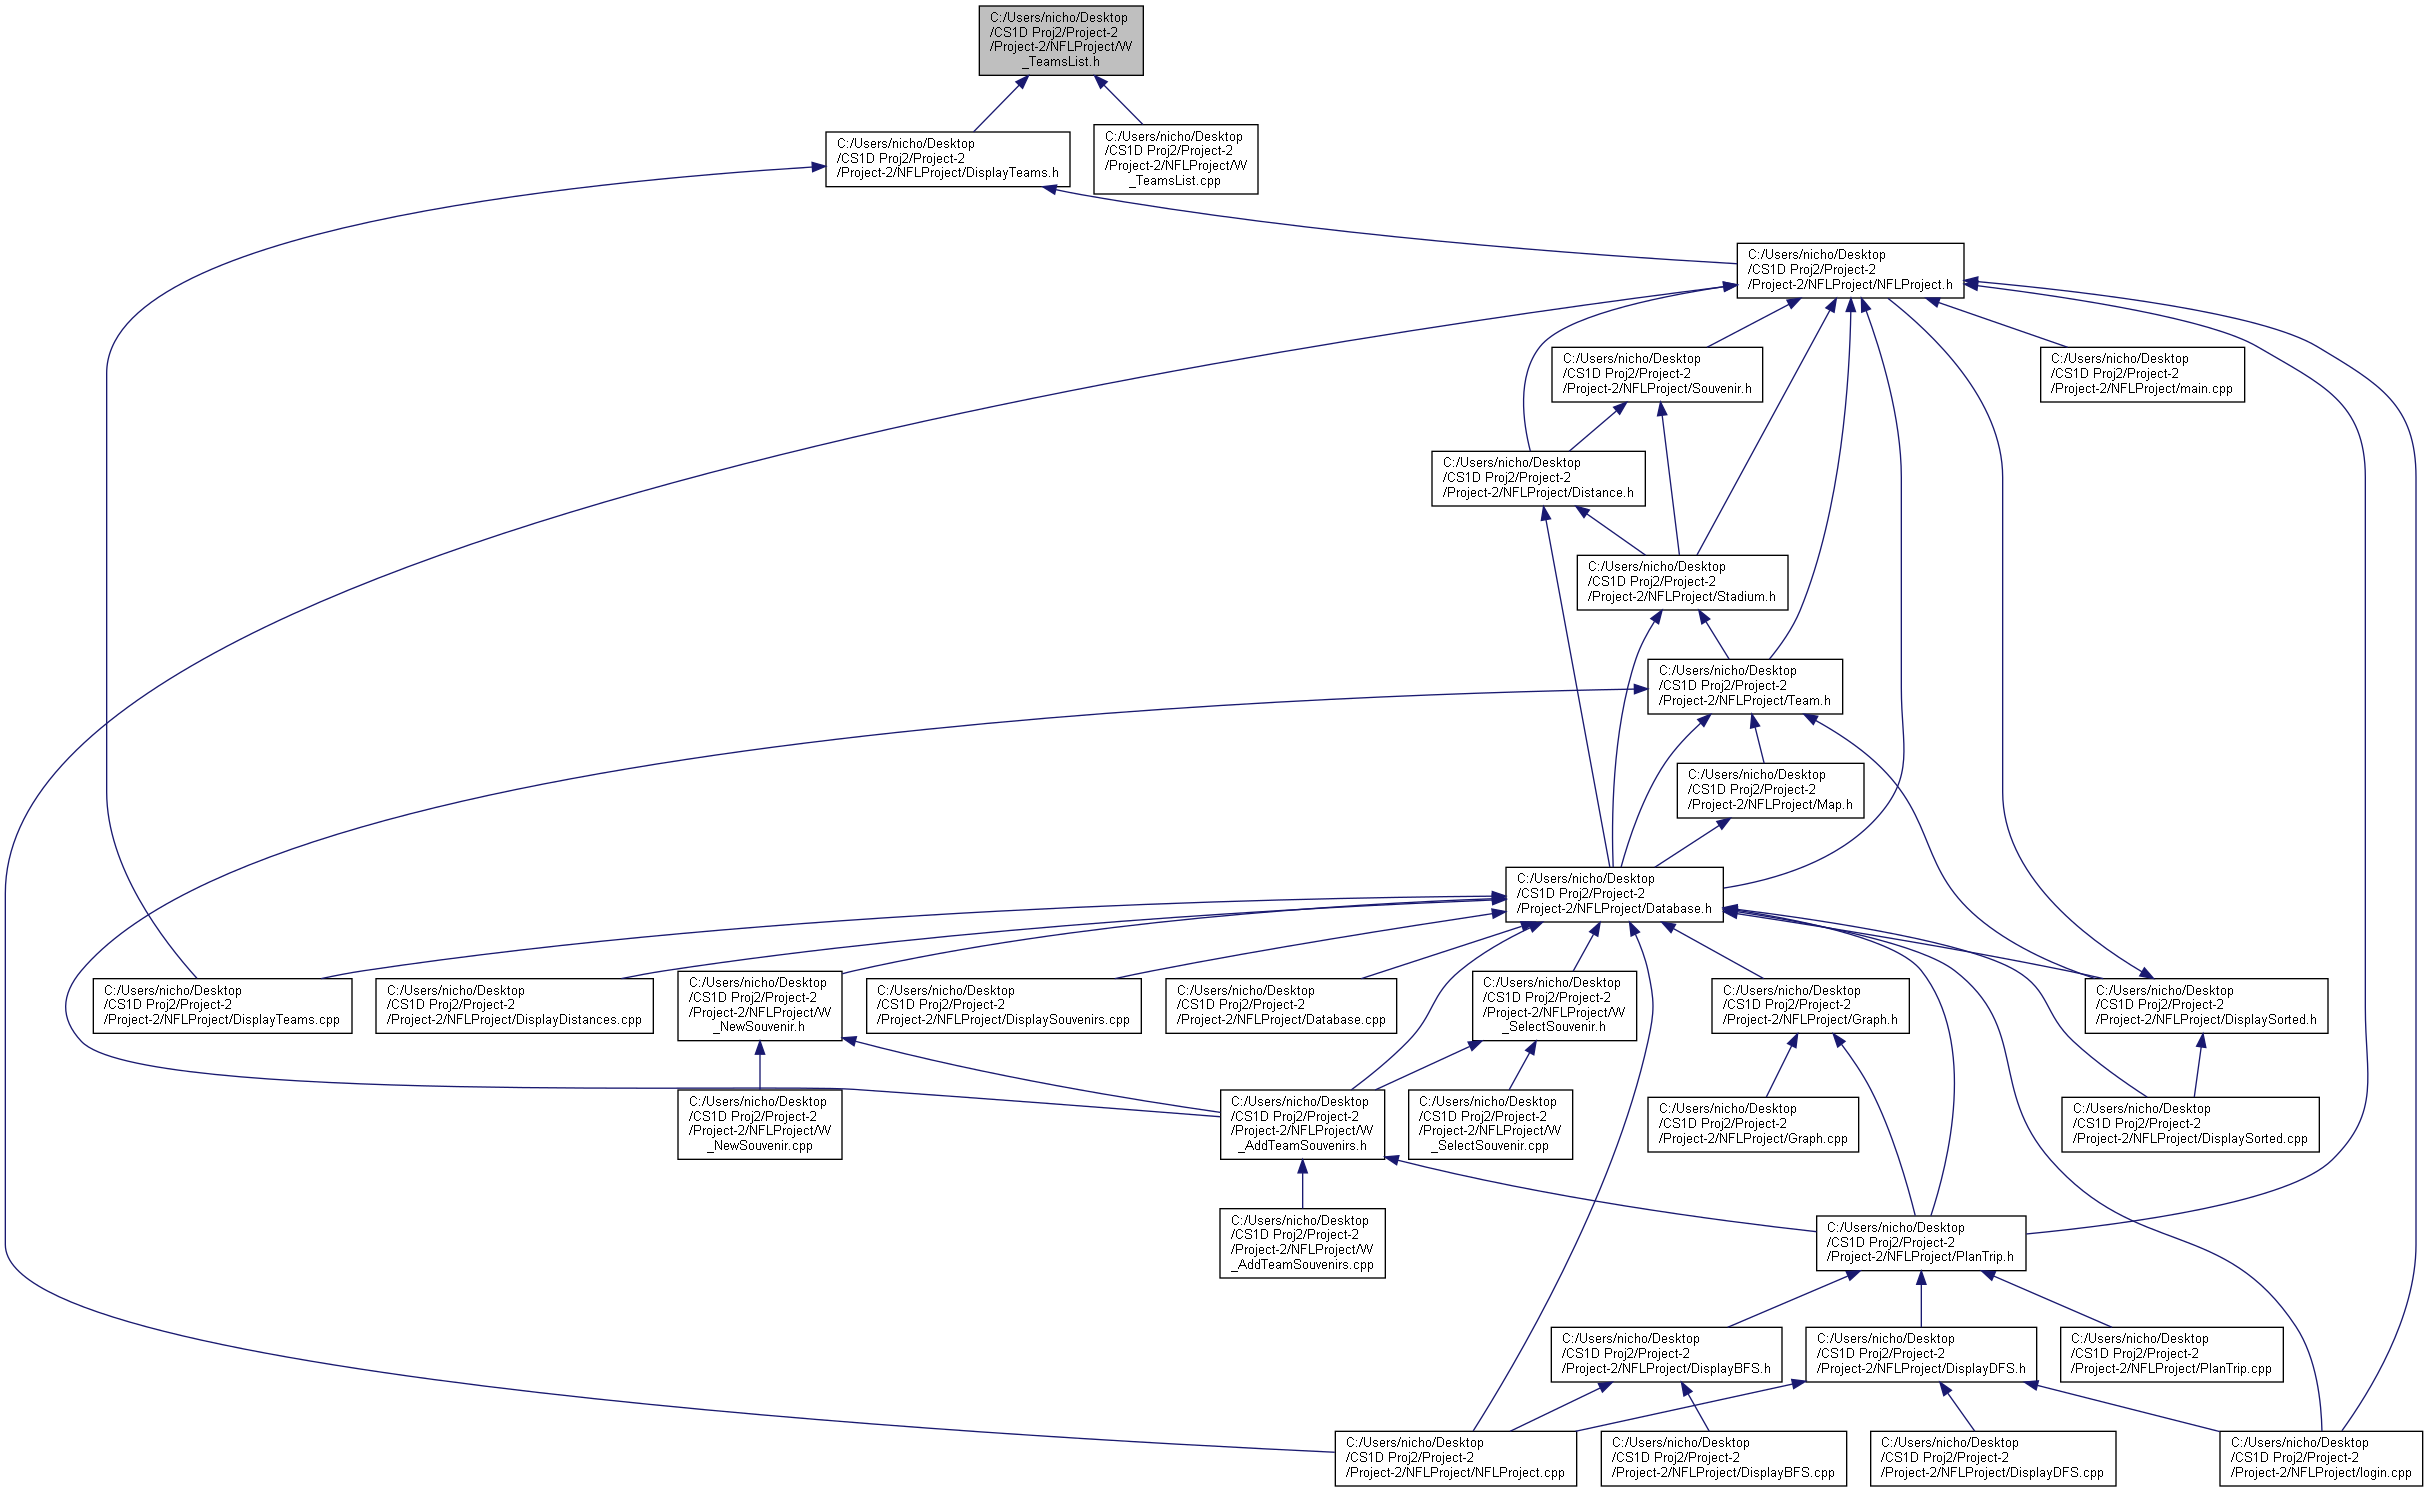 C:/Users/nicho/Desktop
/CS1D Proj2/Project-2
/Project-2/NFLProject/W
_TeamsList.h
C:/Users/nicho/Desktop
/CS1D Proj2/Project-2
/Project-2/NFLProject/DisplayTeams.h
C:/Users/nicho/Desktop
/CS1D Proj2/Project-2
/Project-2/NFLProject/W
_TeamsList.cpp
C:/Users/nicho/Desktop
/CS1D Proj2/Project-2
/Project-2/NFLProject/NFLProject.h
C:/Users/nicho/Desktop
/CS1D Proj2/Project-2
/Project-2/NFLProject/Souvenir.h
C:/Users/nicho/Desktop
/CS1D Proj2/Project-2
/Project-2/NFLProject/main.cpp
C:/Users/nicho/Desktop
/CS1D Proj2/Project-2
/Project-2/NFLProject/Distance.h
C:/Users/nicho/Desktop
/CS1D Proj2/Project-2
/Project-2/NFLProject/Stadium.h
C:/Users/nicho/Desktop
/CS1D Proj2/Project-2
/Project-2/NFLProject/Team.h
C:/Users/nicho/Desktop
/CS1D Proj2/Project-2
/Project-2/NFLProject/Map.h
C:/Users/nicho/Desktop
/CS1D Proj2/Project-2
/Project-2/NFLProject/Database.h
C:/Users/nicho/Desktop
/CS1D Proj2/Project-2
/Project-2/NFLProject/DisplayTeams.cpp
C:/Users/nicho/Desktop
/CS1D Proj2/Project-2
/Project-2/NFLProject/DisplayDistances.cpp
C:/Users/nicho/Desktop
/CS1D Proj2/Project-2
/Project-2/NFLProject/W
_NewSouvenir.h
C:/Users/nicho/Desktop
/CS1D Proj2/Project-2
/Project-2/NFLProject/DisplaySouvenirs.cpp
C:/Users/nicho/Desktop
/CS1D Proj2/Project-2
/Project-2/NFLProject/Database.cpp
C:/Users/nicho/Desktop
/CS1D Proj2/Project-2
/Project-2/NFLProject/W
_SelectSouvenir.h
C:/Users/nicho/Desktop
/CS1D Proj2/Project-2
/Project-2/NFLProject/Graph.h
C:/Users/nicho/Desktop
/CS1D Proj2/Project-2
/Project-2/NFLProject/DisplaySorted.h
C:/Users/nicho/Desktop
/CS1D Proj2/Project-2
/Project-2/NFLProject/W
_NewSouvenir.cpp
C:/Users/nicho/Desktop
/CS1D Proj2/Project-2
/Project-2/NFLProject/W
_AddTeamSouvenirs.h
C:/Users/nicho/Desktop
/CS1D Proj2/Project-2
/Project-2/NFLProject/W
_SelectSouvenir.cpp
C:/Users/nicho/Desktop
/CS1D Proj2/Project-2
/Project-2/NFLProject/Graph.cpp
C:/Users/nicho/Desktop
/CS1D Proj2/Project-2
/Project-2/NFLProject/DisplaySorted.cpp
C:/Users/nicho/Desktop
/CS1D Proj2/Project-2
/Project-2/NFLProject/W
_AddTeamSouvenirs.cpp
C:/Users/nicho/Desktop
/CS1D Proj2/Project-2
/Project-2/NFLProject/PlanTrip.h
C:/Users/nicho/Desktop
/CS1D Proj2/Project-2
/Project-2/NFLProject/DisplayBFS.h
C:/Users/nicho/Desktop
/CS1D Proj2/Project-2
/Project-2/NFLProject/DisplayDFS.h
C:/Users/nicho/Desktop
/CS1D Proj2/Project-2
/Project-2/NFLProject/PlanTrip.cpp
C:/Users/nicho/Desktop
/CS1D Proj2/Project-2
/Project-2/NFLProject/NFLProject.cpp
C:/Users/nicho/Desktop
/CS1D Proj2/Project-2
/Project-2/NFLProject/DisplayBFS.cpp
C:/Users/nicho/Desktop
/CS1D Proj2/Project-2
/Project-2/NFLProject/DisplayDFS.cpp
C:/Users/nicho/Desktop
/CS1D Proj2/Project-2
/Project-2/NFLProject/login.cpp